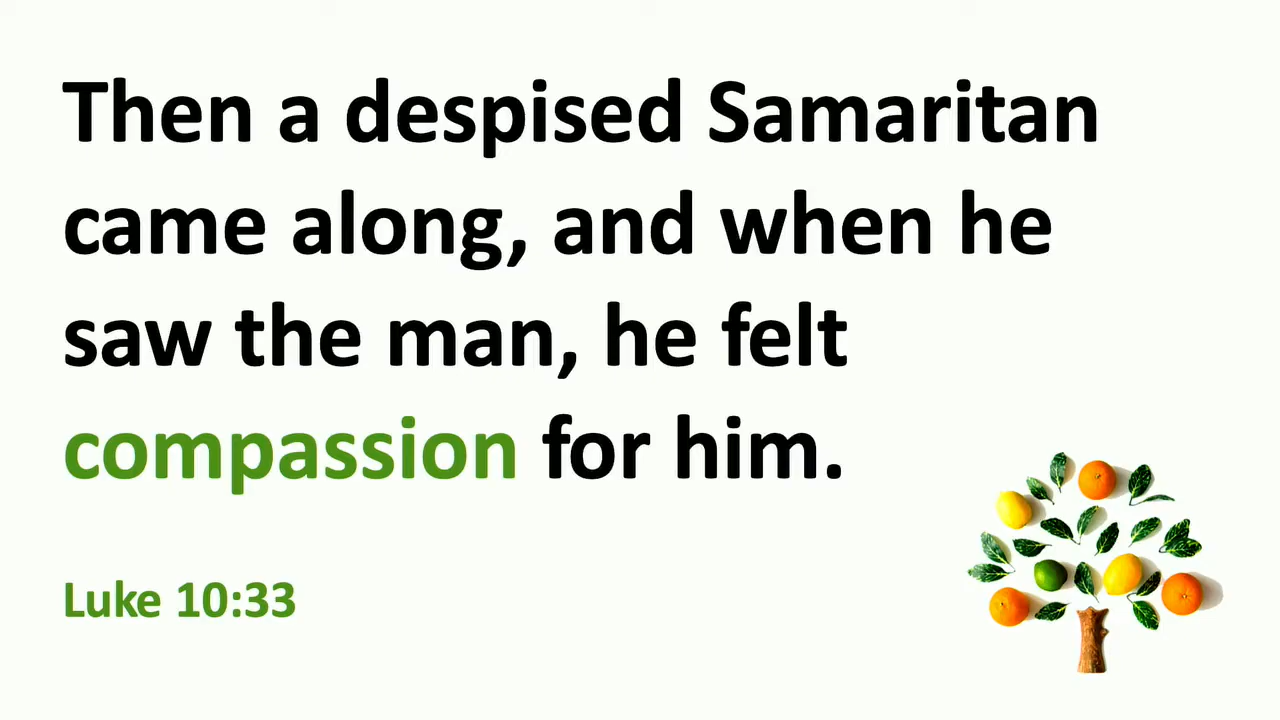 Then a despised Samaritan
came along, and when he
saw the man, he felt
compassion for him.
Luke 10:33